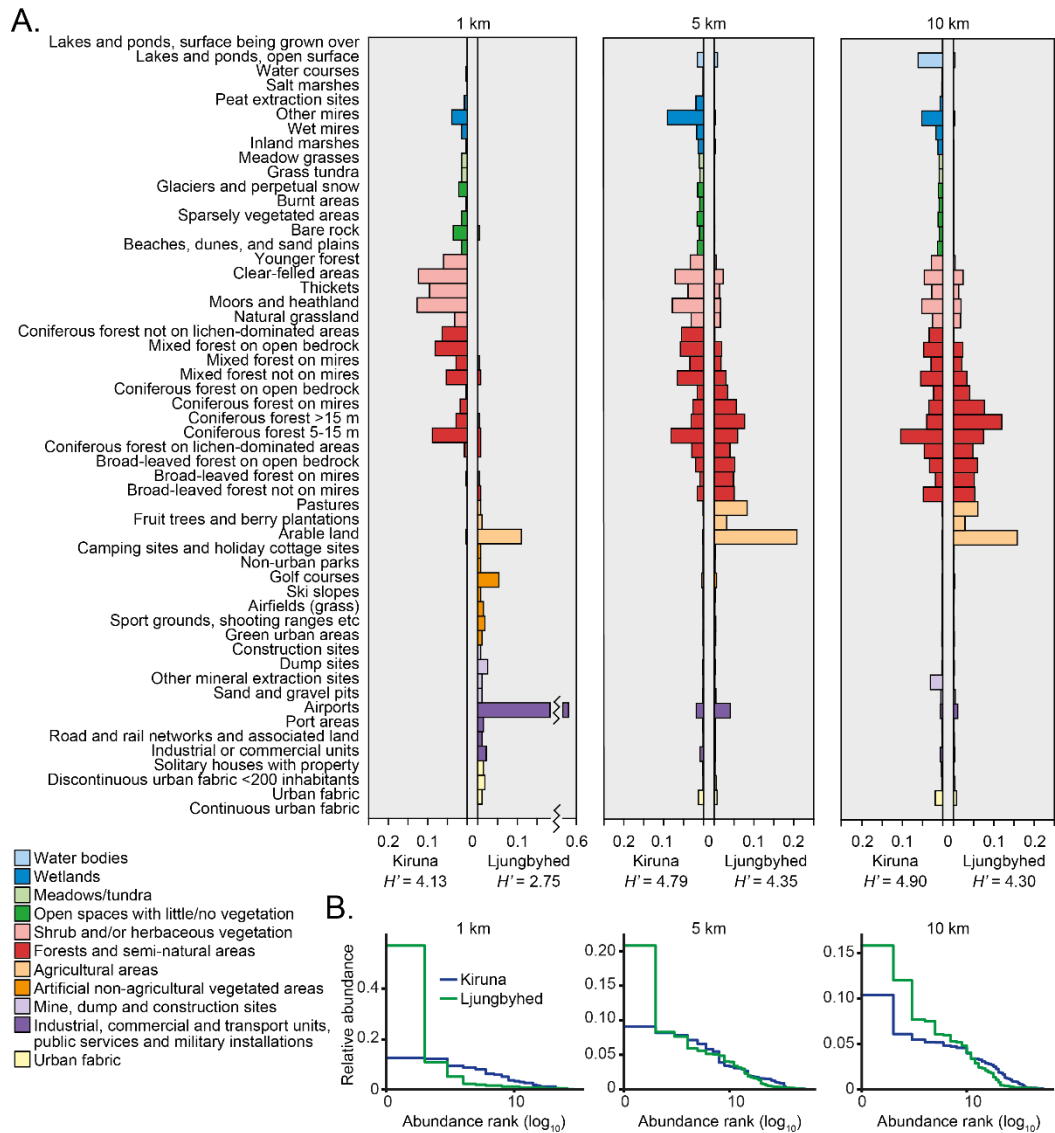 A.
1 km
5 km
10 km
Lakes and ponds, surface being grown over
Lakes and ponds, open surface
Water courses
Salt marshes
Peat extraction sites
Other mires
Wet mires
Inland marshes
Meadow grasses
Grass tundra
Glaciers and perpetual snow
Burnt areas
Sparsely vegetated areas
Bare rock
Beaches, dunes, and sand plains
Younger forest
Clear-felled areas
Thickets
Moors and heathland
Natural grassland
Coniferous forest not on lichen-dominated areas
Mixed forest on open bedrock
Mixed forest on mires
Mixed forest not on mires
Coniferous forest on open bedrock
Coniferous forest on mires
Coniferous forest >15 m
Coniferous forest 5-15 m
Coniferous forest on lichen-dominated areas
Broad-leaved forest on open bedrock
Broad-leaved forest on mires
Broad-leaved forest not on mires
Pastures
Fruit trees and berry plantations
Arable land
Camping sites and holiday cottage sites
Non-urban parks
Golf courses
Ski slopes
Airfields (grass)
Sport grounds, shooting ranges etc
Green urban areas
Construction sites
Dump sites
Other mineral extraction sites
Sand and gravel pits
Airports
Port areas
Road and rail networks and associated land
Industrial or commercial units
Solitary houses with property
Discontinuous urban fabric <200 inhabitants
Urban fabric
Continuous urban fabric
0.2 0.1 0 0.1 0.6
Kiruna Ljungbyhed
H' = 4.13 H' = 2.75
0.2 0.1 0 0.1 0.2
Kiruna Ljungbyhed
H' = 4.79 H' = 4.35
0.2 0.1 0 0.1 0.2
Kiruna Ljungbyhed
H' = 4.90 H' = 4.30
Water bodies
Wetlands
Meadows/tundra
Open spaces with little/no vegetation
Shrub and/or herbaceous vegetation
Forests and semi-natural areas
Agricultural areas
Artificial non-agricultural vegetated areas
Mine, dump and construction sites
Industrial, commercial and transport units,
public services and military installations
Urban fabric
B.
1 km
5 km
10 km
Relative abundance
0.4
0.2
0
0 10
Abundance rank (log10)
Kiruna
Ljungbyhed
0.20
0.15
0.10
0.05
0
0 10
Abundance rank (log10)
0.15
0.10
0.05
0
0 10
Abundance rank (log10)